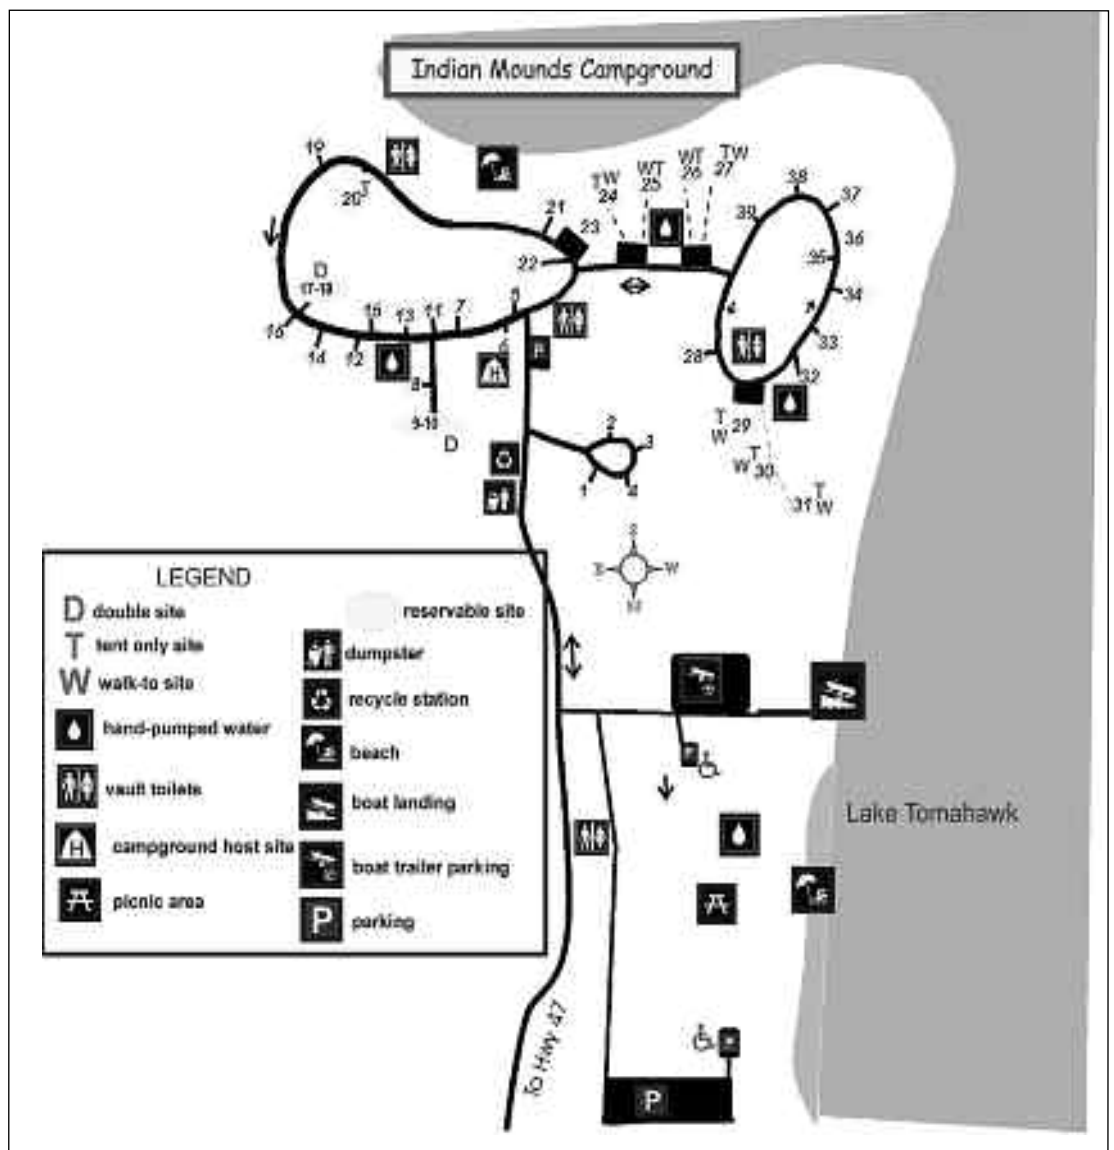 Indian Mounds Campground
19
20 T
21
23
22
TW
24
WT
25
WT
26
TW
27
38
37
39
36
35
34
33
32
28
D
17-18
16
15
13
11
7
5
14
12
6
H
P
8
9-10
D
2
3
1
4
T
W 29
W T
30
31 T
W
S
E W
N
LEGEND
D double site
T tent only site
W walk-to site
hand-pumped water
vault toilets
H campground host site
picnic area
reservable site
dumpster
recycle station
beach
boat landing
boat trailer parking
P parking
Lake Tomahawk
To Hwy 47
P